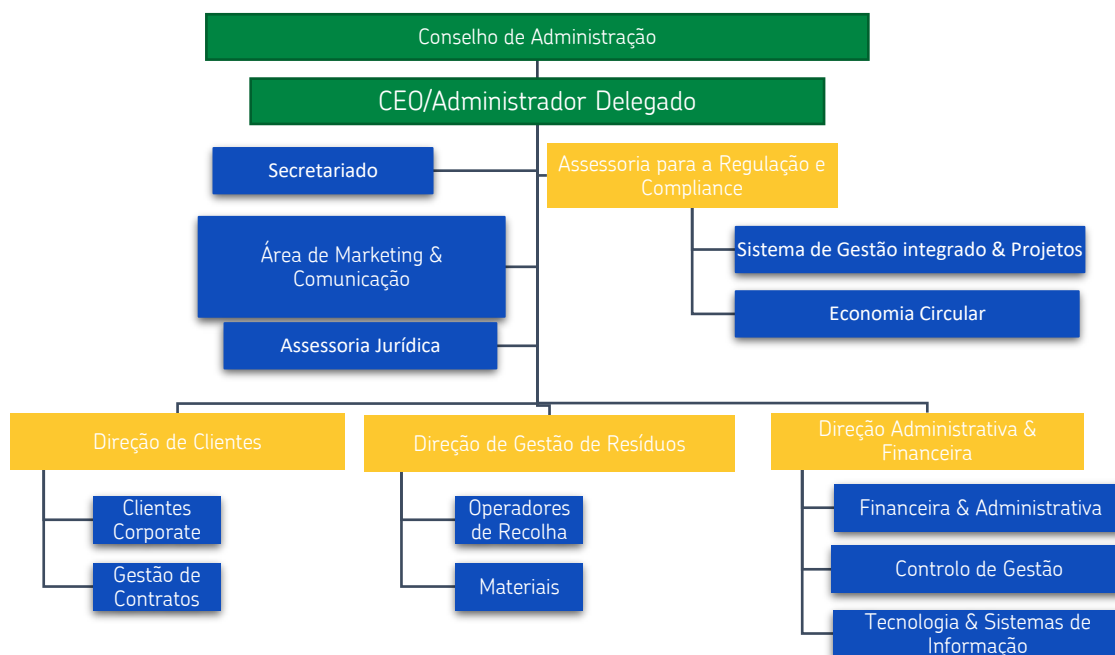 Conselho de Administração
CEO/Administrador Delegado
Secretariado
Assessoria para a Regulação e
Compliance
Área de Marketing &
Comunicação
Sistema de Gestão integrado & Projetos
Economia Circular
Assessoria Jurídica
Direção de Clientes
Direção de Gestão de Resíduos
Direção Administrativa &
Financeira
Clientes
Corporate
Gestão de
Contratos
Operadores
de Recolha
Materiais
Financeira & Administrativa
Controlo de Gestão
Tecnologia & Sistemas de
Informação